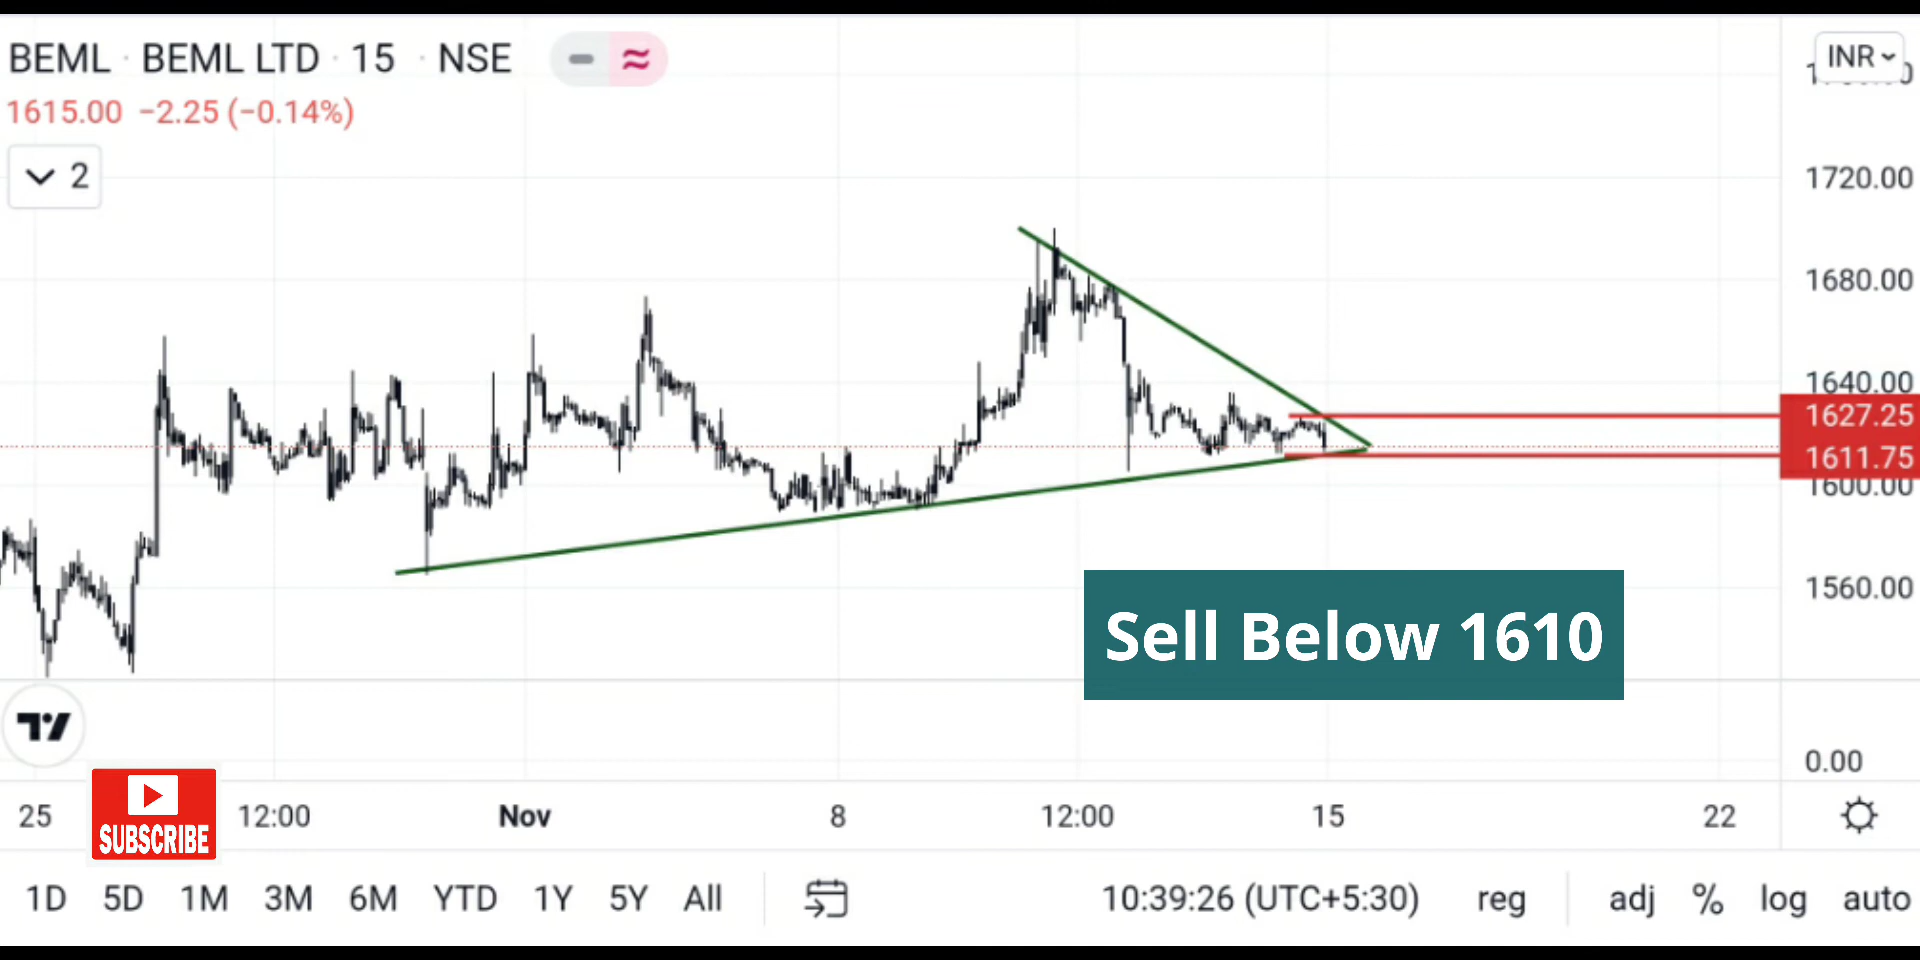 BEML · BEML LTD · 15 · NSE
INR
1615.00 −2.25 (−0.14%)
2
1720.00
1680.00
1640.00
1627.25
1611.75
1600.00
1560.00
Sell Below 1610
0.00
25 12:00 Nov 8 12:00 15 22
SUBSCRIBE
1D 5D 1M 3M 6M YTD 1Y 5Y All 10:39:26 (UTC+5:30) reg adj % log auto